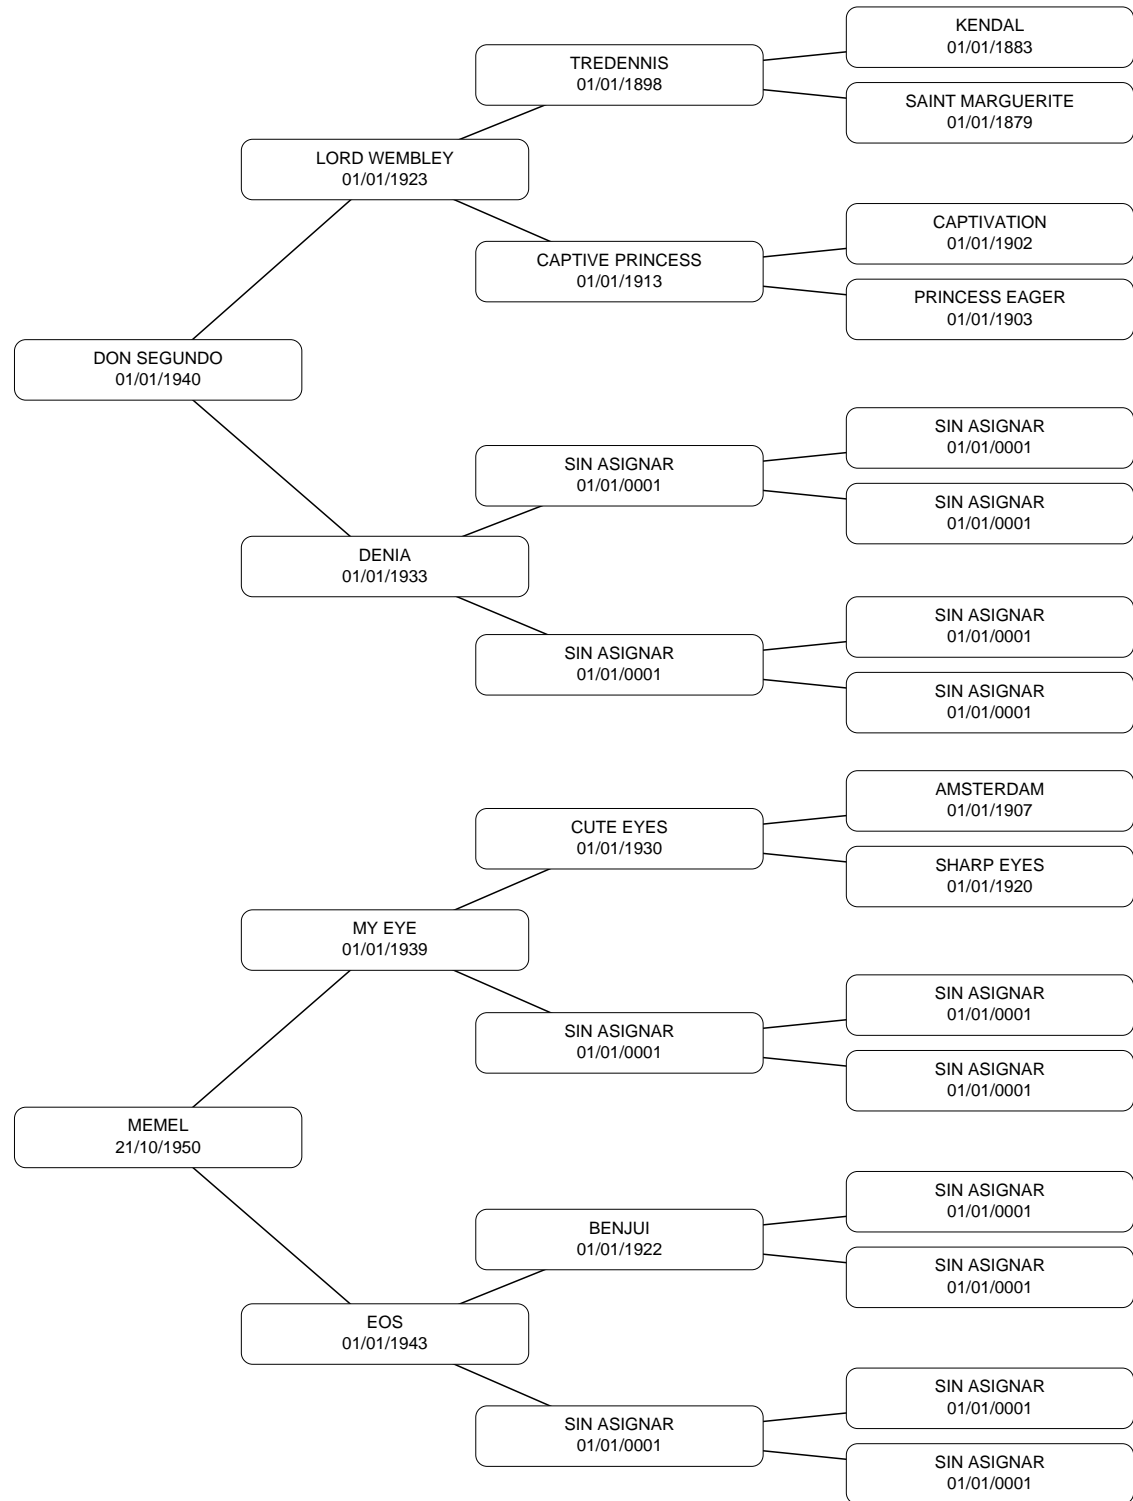 KENDAL
01/01/1883
TREDENNIS
01/01/1898
SAINT MARGUERITE
01/01/1879
LORD WEMBLEY
01/01/1923
CAPTIVATION
01/01/1902
CAPTIVE PRINCESS
01/01/1913
PRINCESS EAGER
01/01/1903
DON SEGUNDO
01/01/1940
SIN ASIGNAR
01/01/0001
SIN ASIGNAR
01/01/0001
SIN ASIGNAR
01/01/0001
DENIA
01/01/1933
SIN ASIGNAR
01/01/0001
SIN ASIGNAR
01/01/0001
SIN ASIGNAR
01/01/0001
AMSTERDAM
01/01/1907
CUTE EYES
01/01/1930
SHARP EYES
01/01/1920
MY EYE
01/01/1939
SIN ASIGNAR
01/01/0001
SIN ASIGNAR
01/01/0001
SIN ASIGNAR
01/01/0001
MEMEL
21/10/1950
SIN ASIGNAR
01/01/0001
BENJUI
01/01/1922
SIN ASIGNAR
01/01/0001
EOS
01/01/1943
SIN ASIGNAR
01/01/0001
SIN ASIGNAR
01/01/0001
SIN ASIGNAR
01/01/0001